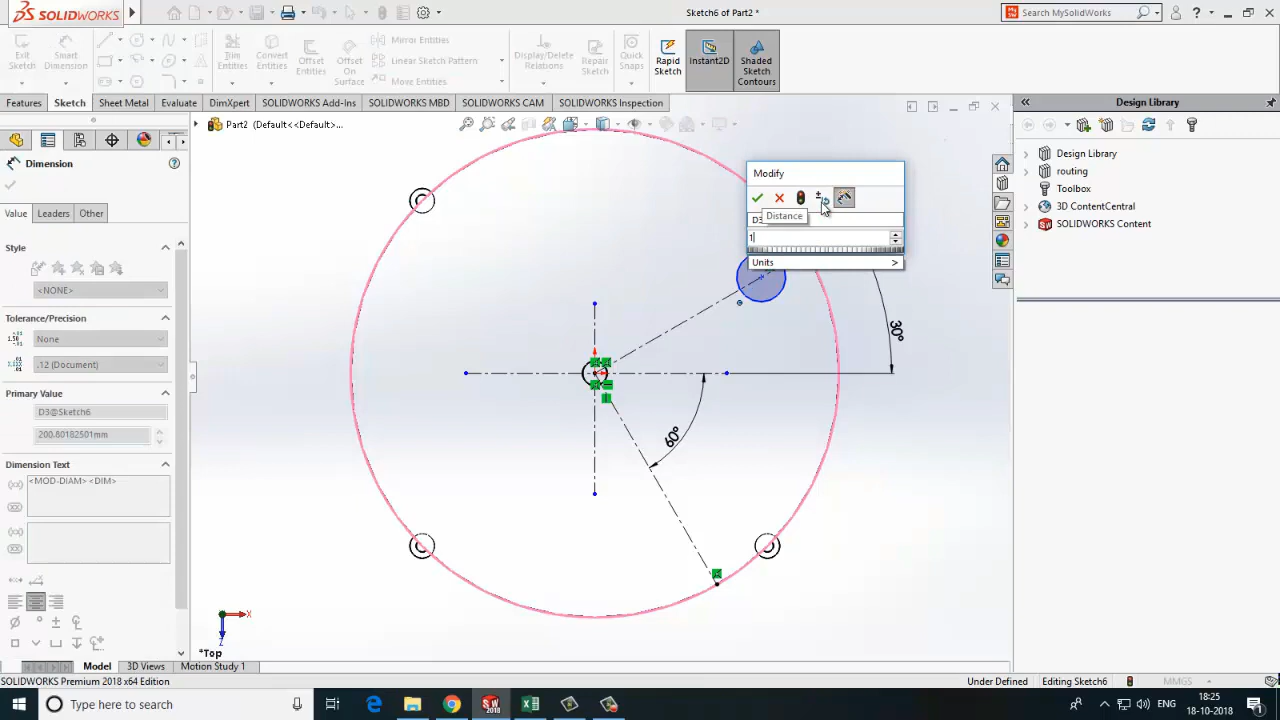 SOLIDWORKS
Sketch6 of Part2 *
Search MySolidWorks
Exit Sketch
Smart Dimension
Trim Entities
Convert Entities
Offset Entities
Offset On Surface
Mirror Entities
Linear Sketch Pattern
Move Entities
Display/Delete Relations
Repair Sketch
Quick Snaps
Rapid Sketch
Instant2D
Shaded Sketch Contours
Features Sketch Sheet Metal Evaluate DimXpert SOLIDWORKS Add-Ins SOLIDWORKS MBD SOLIDWORKS CAM SOLIDWORKS Inspection
Part2 (Default<<Default>...
Dimension
Value Leaders Other
Style
<NONE>
Tolerance/Precision
None
.12 (Document)
Primary Value
D3@Sketch6
200.80182501mm
Dimension Text
<MOD-DIAM> <DIM>
Modify
Distance
D3
1
Units >
30°
60°
X
Z
*Top
Design Library
Design Library
routing
Toolbox
3D ContentCentral
SOLIDWORKS Content
Model 3D Views Motion Study 1
SOLIDWORKS Premium 2018 x64 Edition
Under Defined Editing Sketch6 MMGS
Type here to search
ENG
18:25
18-10-2018